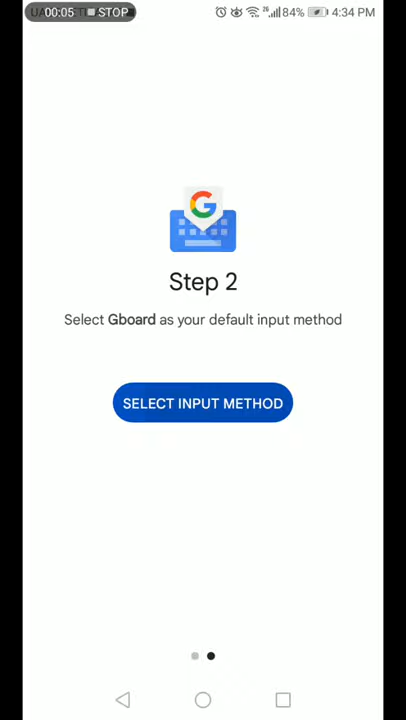 00:05 STOP
84% 4:34 PM
G
Step 2
Select Gboard as your default input method
SELECT INPUT METHOD